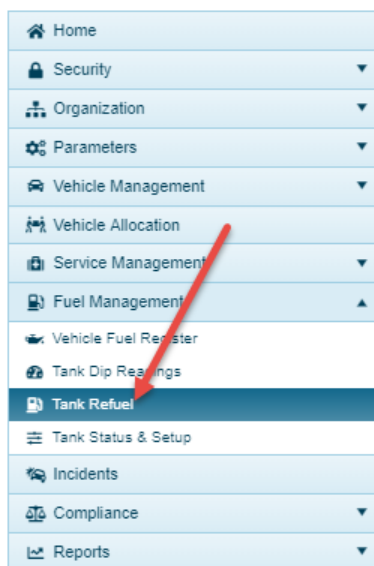 Home
Security
Organization
Parameters
Vehicle Management
Vehicle Allocation
Service Management
Fuel Management
Vehicle Fuel Register
Tank Dip Readings
Tank Refuel
Tank Status & Setup
Incidents
Compliance
Reports